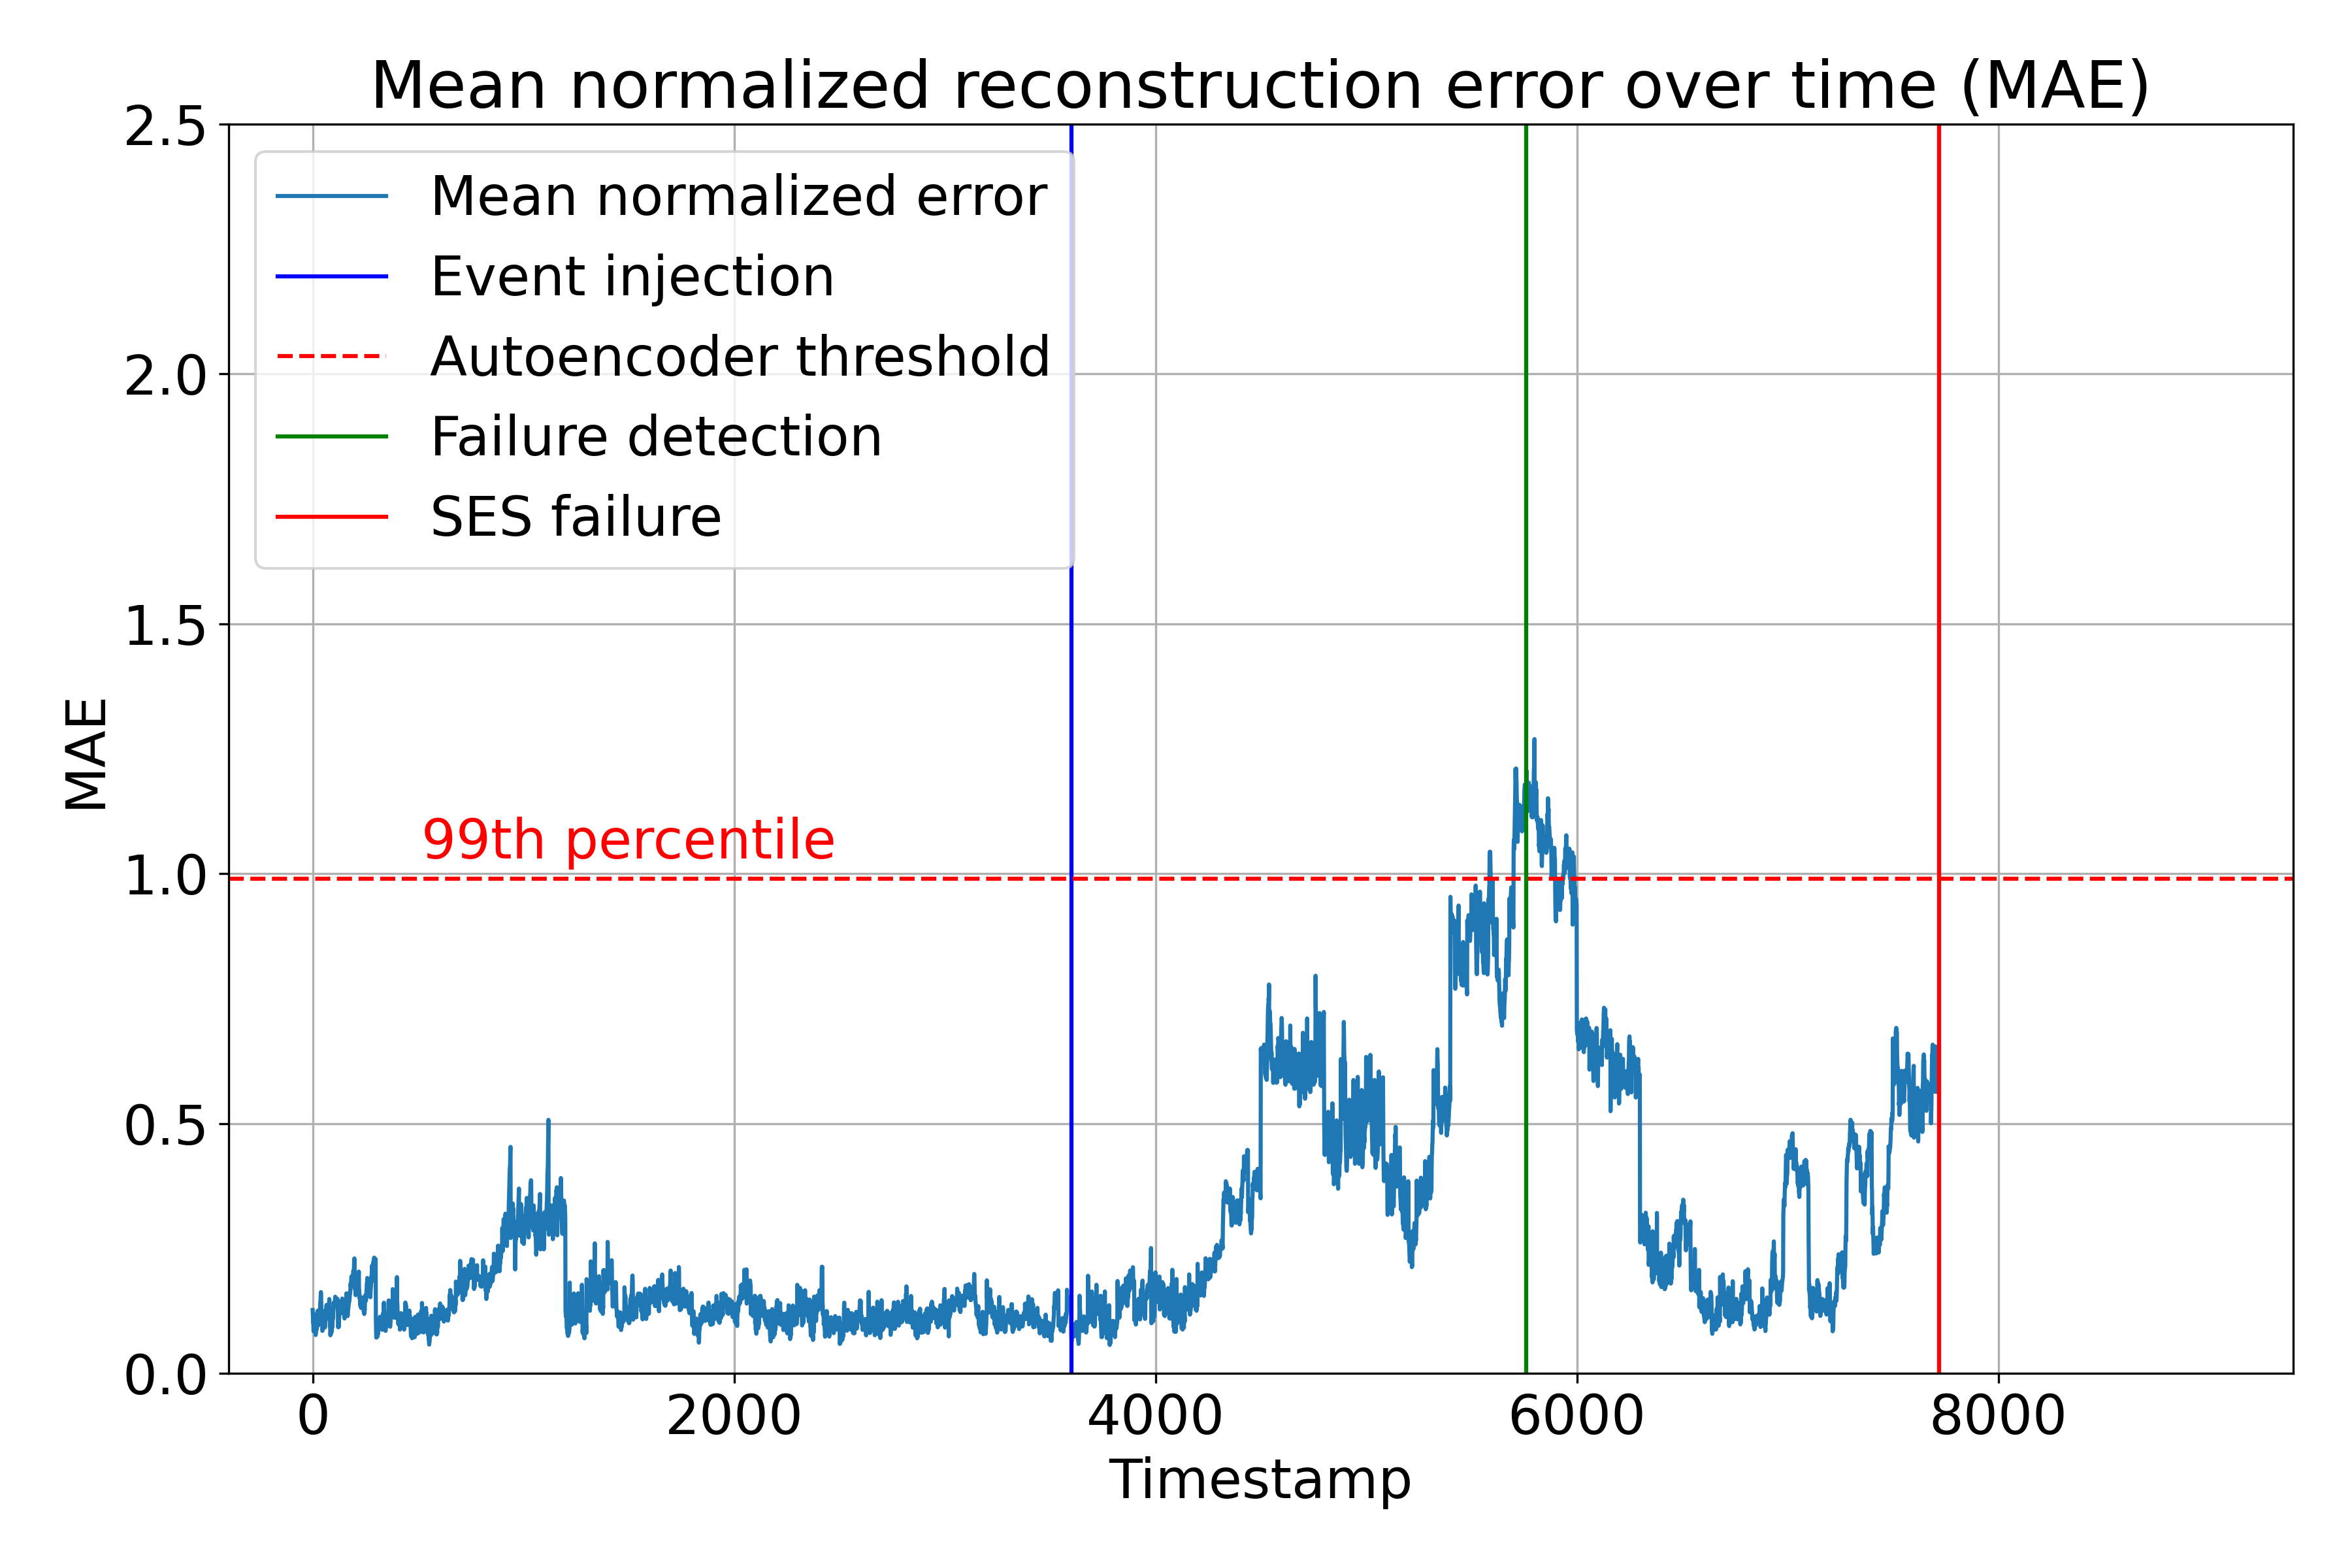 Mean normalized reconstruction error over time (MAE)
2.5
2.0
1.5
1.0
0.5
0.0
MAE
Mean normalized error
Event injection
Autoencoder threshold
Failure detection
SES failure
99th percentile
0 2000 4000 6000 8000
Timestamp